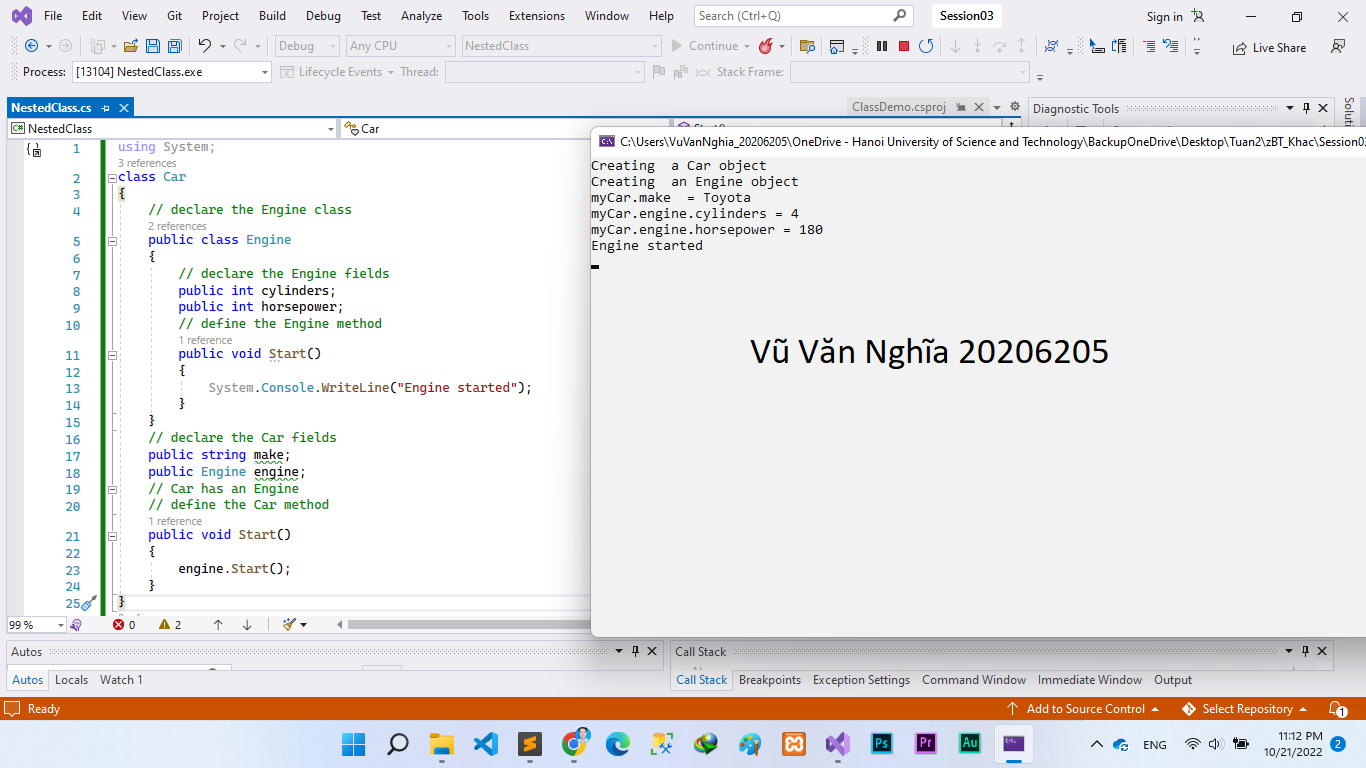 File Edit View Git Project Build Debug Test Analyze Tools Extensions Window Help Search (Ctrl+Q) Session03 Sign in
Debug Any CPU NestedClass Continue Live Share
Process: [13104] NestedClass.exe Lifecycle Events Thread: Stack Frame:
NestedClass.cs ClassDemo.csproj Diagnostic Tools
NestedClass Car
C:\Users\VuVanNghia_20206205\OneDrive - Hanoi University of Science and Technology\BackupOneDrive\Desktop\Tuan2\zBT_Khac\Session03
1 using System;
3 references
2 class Car
3 {
4 // declare the Engine class
2 references
5 public class Engine
6 {
7 // declare the Engine fields
8 public int cylinders;
9 public int horsepower;
10 // define the Engine method
1 reference
11 public void Start()
12 {
13 System.Console.WriteLine("Engine started");
14 }
15 }
16 // declare the Car fields
17 public string make;
18 public Engine engine;
19 // Car has an Engine
20 // define the Car method
1 reference
21 public void Start()
22 {
23 engine.Start();
24 }
25 }
Creating  a Car object
Creating  an Engine object
myCar.make  = Toyota
myCar.engine.cylinders = 4
myCar.engine.horsepower = 180
Engine started
Vũ Văn Nghĩa 20206205
99 % 0 2
Autos Call Stack
Autos Locals Watch 1 Call Stack Breakpoints Exception Settings Command Window Immediate Window Output
Ready Add to Source Control Select Repository 1
Ps Pr Au ENG 11:12 PM
10/21/2022 2